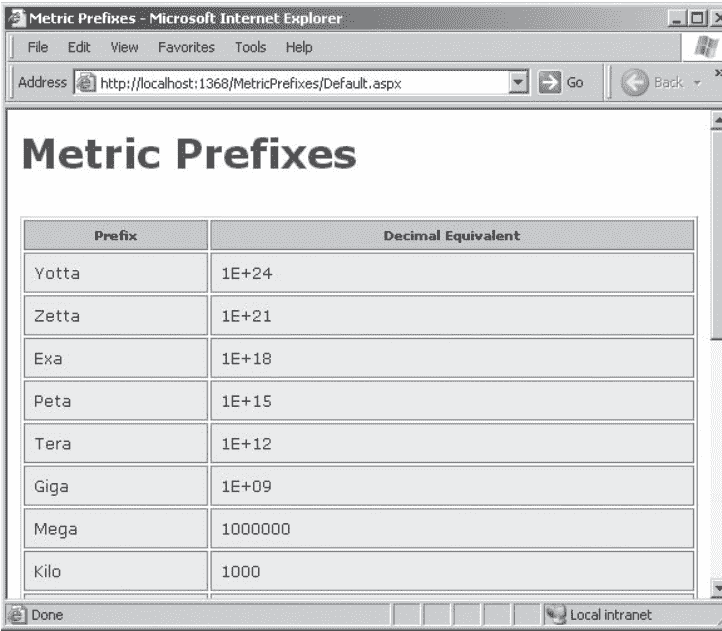 Metric Prefixes - Microsoft Internet Explorer
File Edit View Favorites Tools Help
Address http://localhost:1368/MetricPrefixes/Default.aspx Go Back
Metric Prefixes
Prefix Decimal Equivalent
Yotta 1E+24
Zetta 1E+21
Exa 1E+18
Peta 1E+15
Tera 1E+12
Giga 1E+09
Mega 1000000
Kilo 1000
Done Local intranet